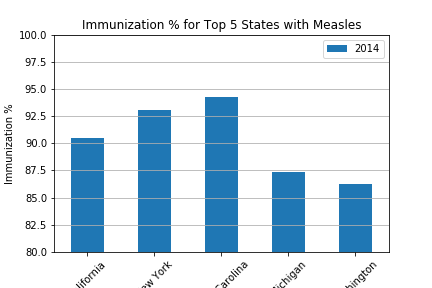 Immunization % for Top 5 States with Measles
2014
Immunization %
100.0
97.5
95.0
92.5
90.0
87.5
85.0
82.5
80.0
York
Carolina